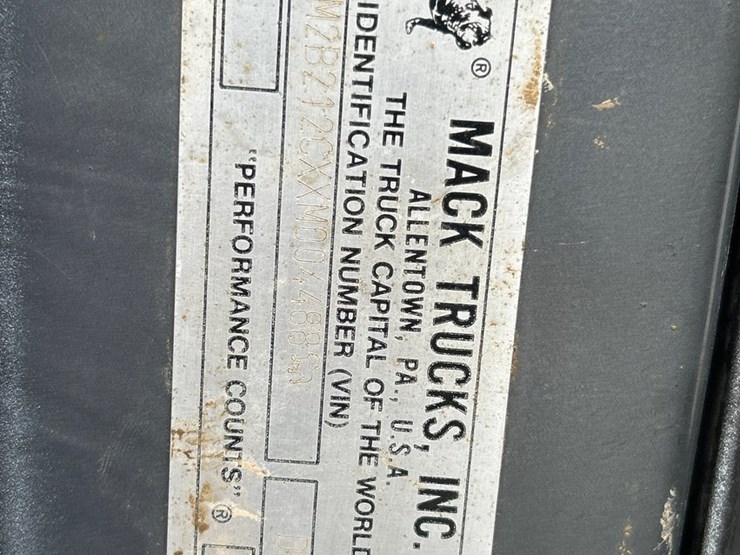 ®
MACK TRUCKS, INC.
ALLENTOWN, PA., U.S.A.
THE TRUCK CAPITAL OF THE WORLD
IDENTIFICATION NUMBER (VIN)
"PERFORMANCE COUNTS" ®